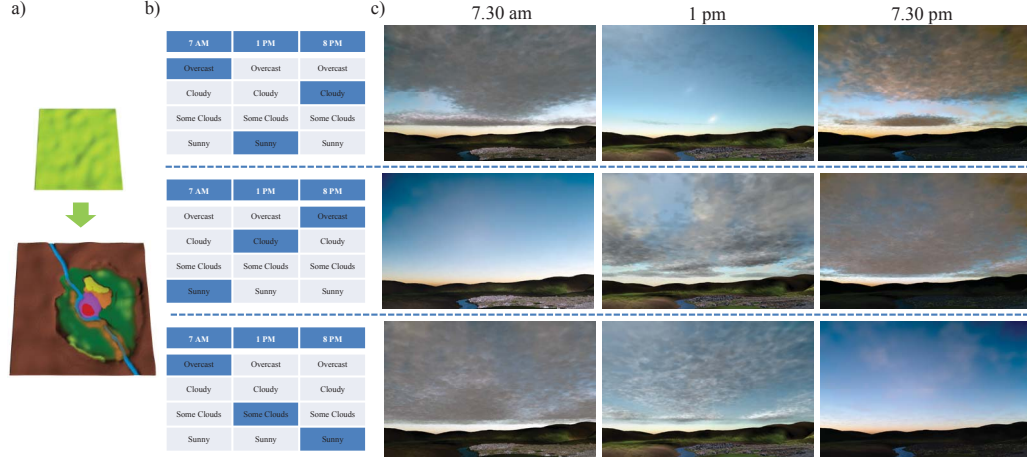 a)
b)
c)
7.30 am
1 pm
7.30 pm
7 AM 1 PM 8 PM
Overcast Overcast Overcast
Cloudy Cloudy Cloudy
Some Clouds Some Clouds Some Clouds
Sunny Sunny Sunny
7 AM 1 PM 8 PM
Overcast Overcast Overcast
Cloudy Cloudy Cloudy
Some Clouds Some Clouds Some Clouds
Sunny Sunny Sunny
7 AM 1 PM 8 PM
Overcast Overcast Overcast
Cloudy Cloudy Cloudy
Some Clouds Some Clouds Some Clouds
Sunny Sunny Sunny